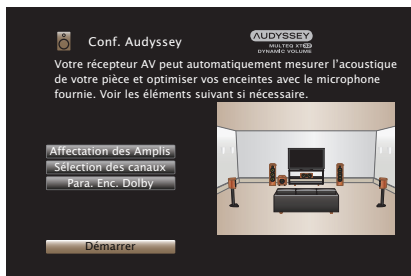 Conf. Audyssey
AUDYSSEY
MULTEQ XT32
DYNAMIC VOLUME
Votre récepteur AV peut automatiquement mesurer l'acoustique
de votre pièce et optimiser vos enceintes avec le microphone
fournie. Voir les éléments suivant si nécessaire.
Affectation des Amplis
Sélection des canaux
Para. Enc. Dolby
Démarrer